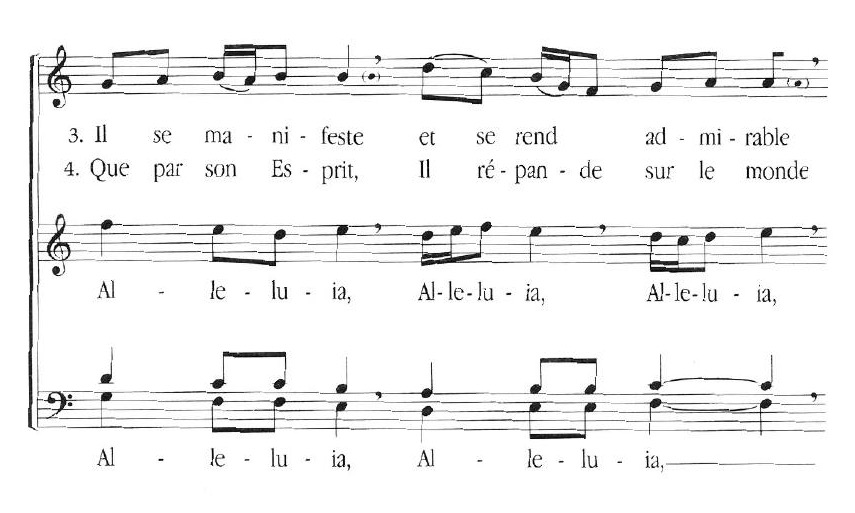 3. Il se ma - ni - feste et se rend ad - mi - rable
4. Que par son Es - prit, Il ré - pan - de sur le monde
Al - le - lu - ia, Al - le - lu - ia, Al - le - lu - ia,
Al - le - lu - ia, Al - le - lu - ia,